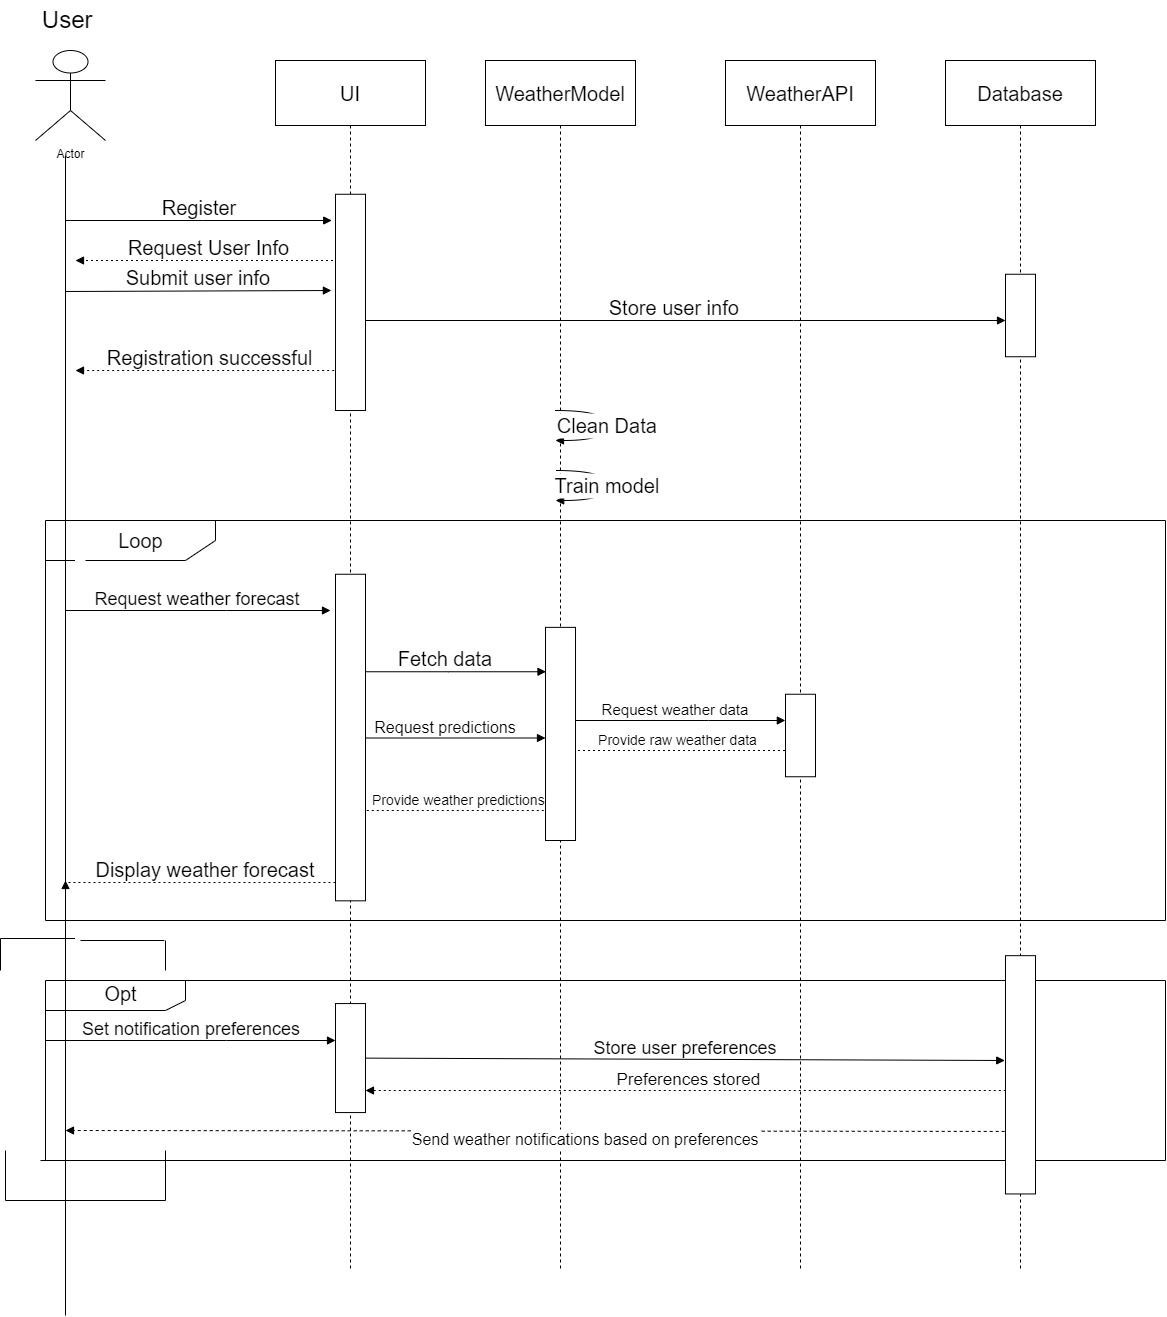 User
Actor
UI
WeatherModel
WeatherAPI
Database
Register
Request User Info
Submit user info
Store user info
Registration successful
Clean Data
Train model
Loop
Request weather forecast
Fetch data
Request weather data
Request predictions
Provide raw weather data
Provide weather predictions
Display weather forecast
Opt
Set notification preferences
Store user preferences
Preferences stored
Send weather notifications based on preferences